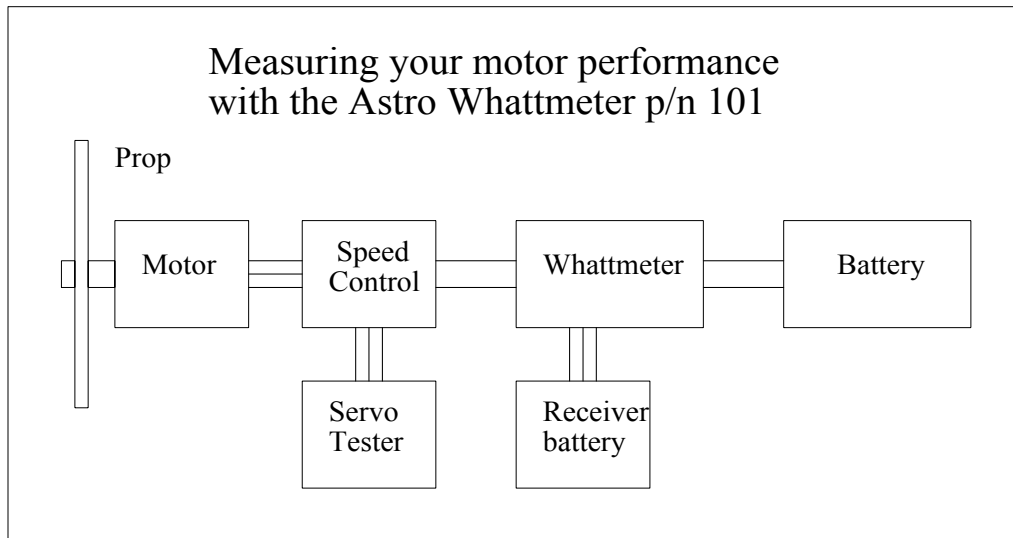 Measuring your motor performance
with the Astro Whattmeter p/n 101
Prop
Motor
Speed
Control
Whattmeter
Battery
Servo
Tester
Receiver
battery